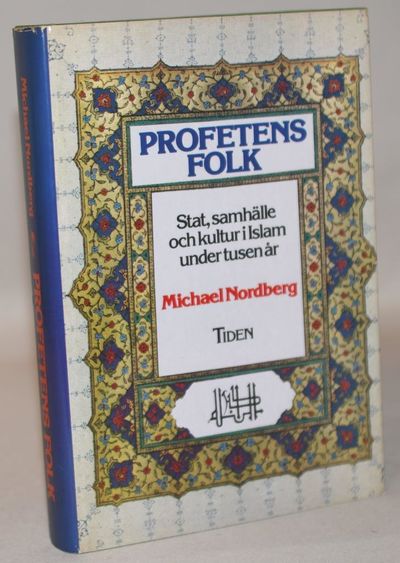 PROFETENS
FOLK
Stat, samhälle
och kultur i Islam
under tusen år
Michael Nordberg
TIDEN
Michael Nordberg
PROFETENS FOLK